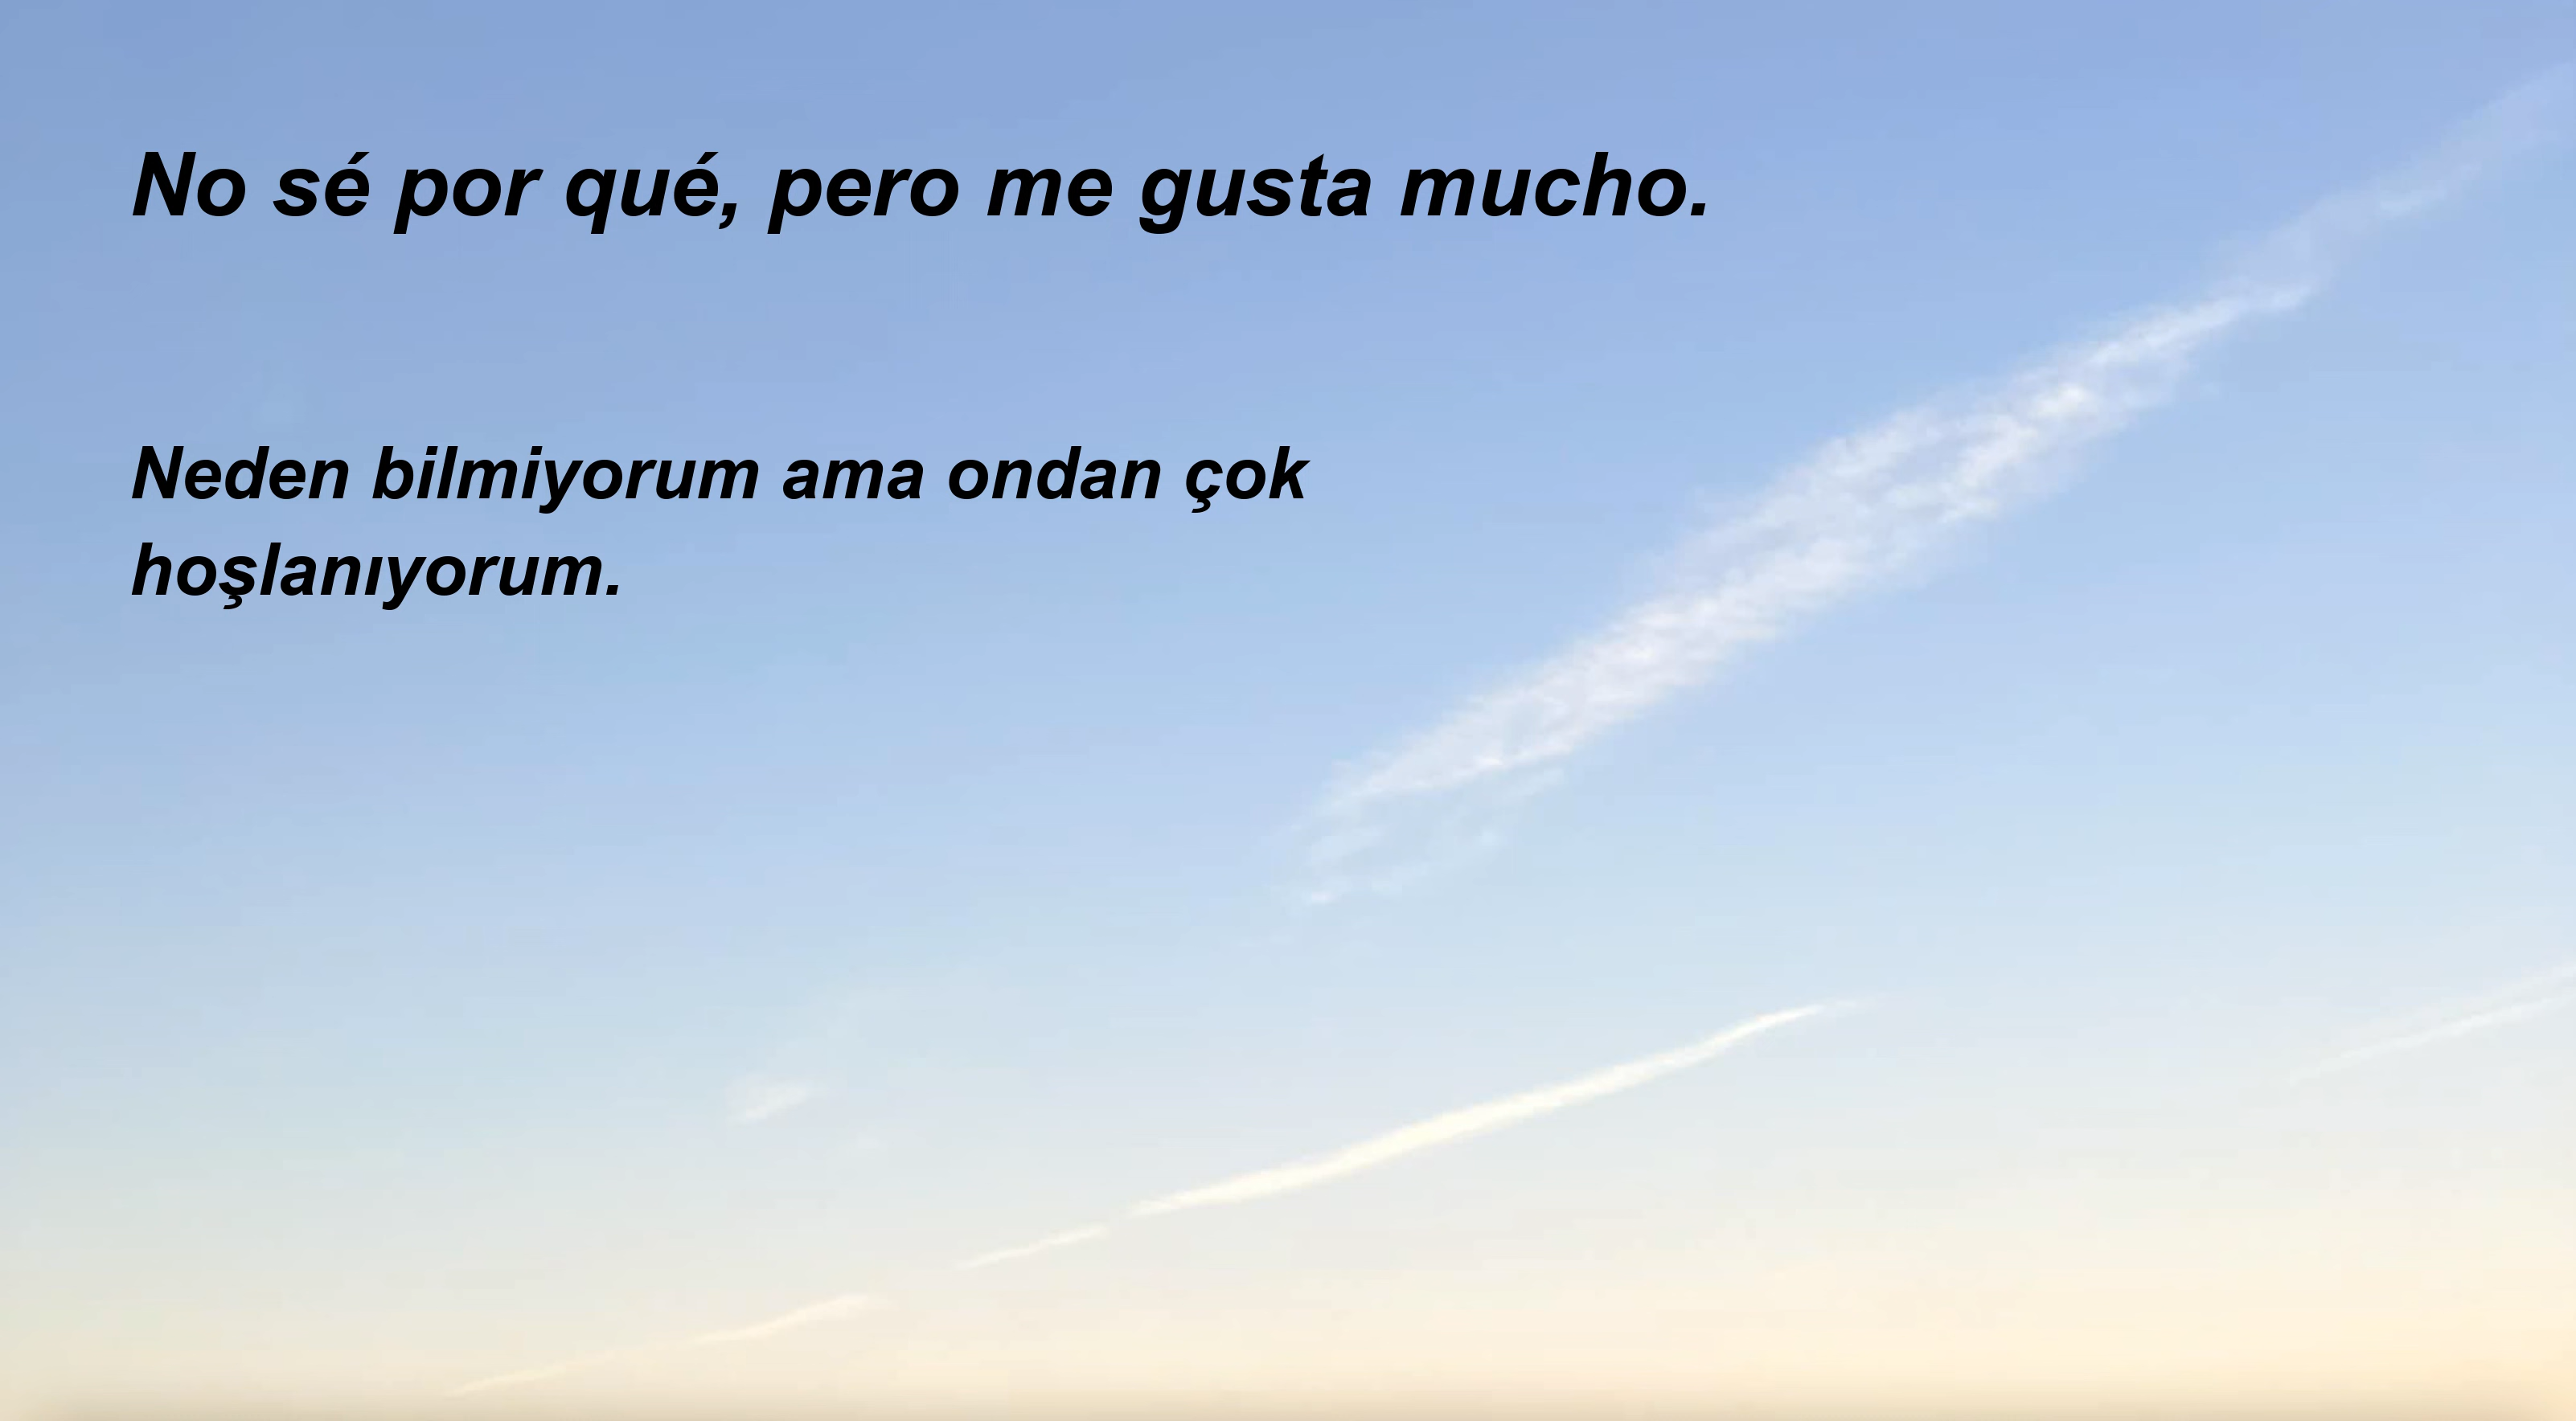 No sé por qué, pero me gusta mucho.
Neden bilmiyorum ama ondan çok
hoşlanıyorum.